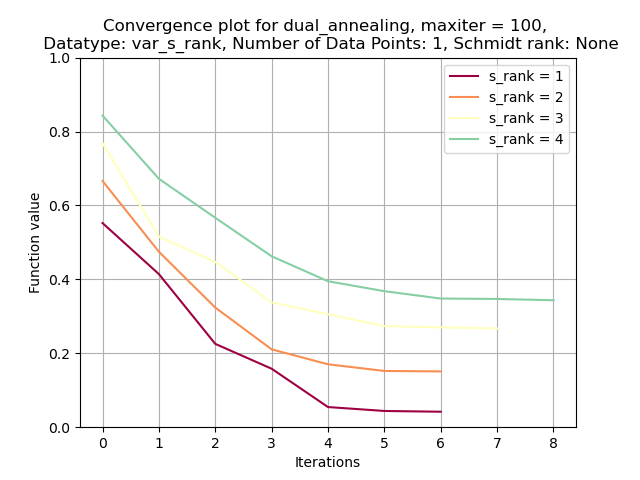 Convergence plot for dual_annealing, maxiter = 100,
Datatype: var_s_rank, Number of Data Points: 1, Schmidt rank: None
1.0
0.8
0.6
0.4
0.2
0.0
Function value
s_rank = 1
s_rank = 2
s_rank = 3
s_rank = 4
0 1 2 3 4 5 6 7 8
Iterations